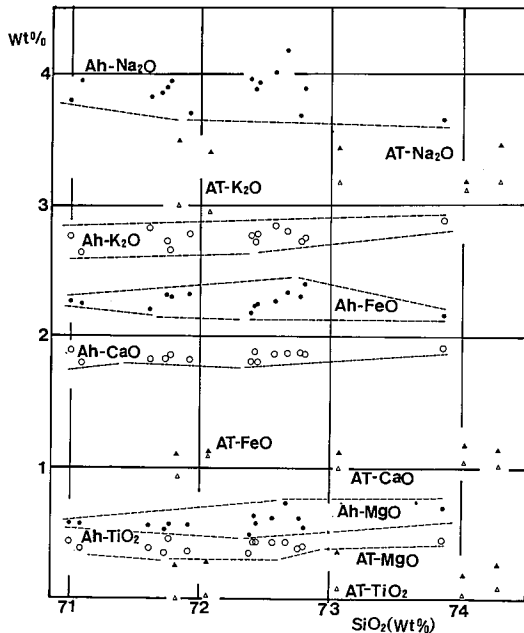 Wt%
Ah-Na₂O
4
AT-Na₂O
AT-K₂O
3
Ah-K₂O
Ah-FeO
2
Ah-CaO
AT-FeO
1
AT-CaO
Ah-MgO
Ah-TiO₂
AT-MgO
AT-TiO₂
71 72 73 74
SiO₂(Wt%)